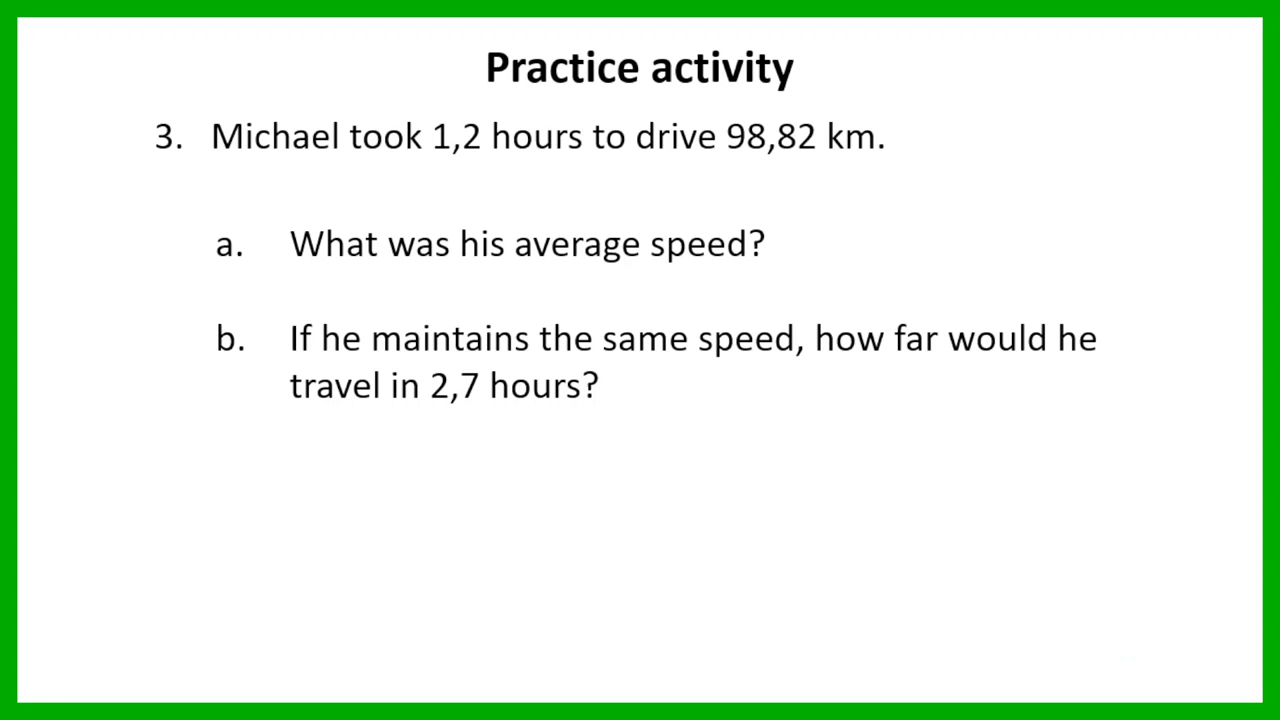 Practice activity
3. Michael took 1,2 hours to drive 98,82 km.
a. What was his average speed?
b. If he maintains the same speed, how far would he
travel in 2,7 hours?